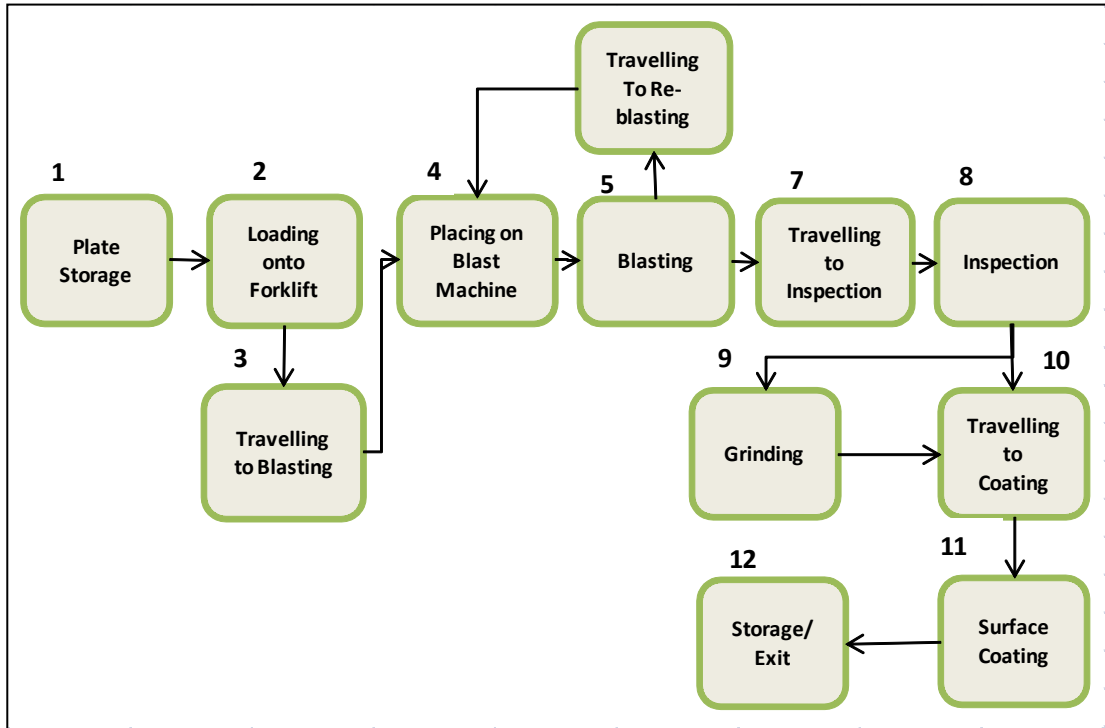 Travelling
To Re-
blasting
1
Plate
Storage
2
Loading
onto
Forklift
3
Travelling
to Blasting
4
Placing on
Blast
Machine
5
Blasting
7
Travelling
to
Inspection
8
Inspection
9
Grinding
10
Travelling
to
Coating
11
Surface
Coating
12
Storage/
Exit